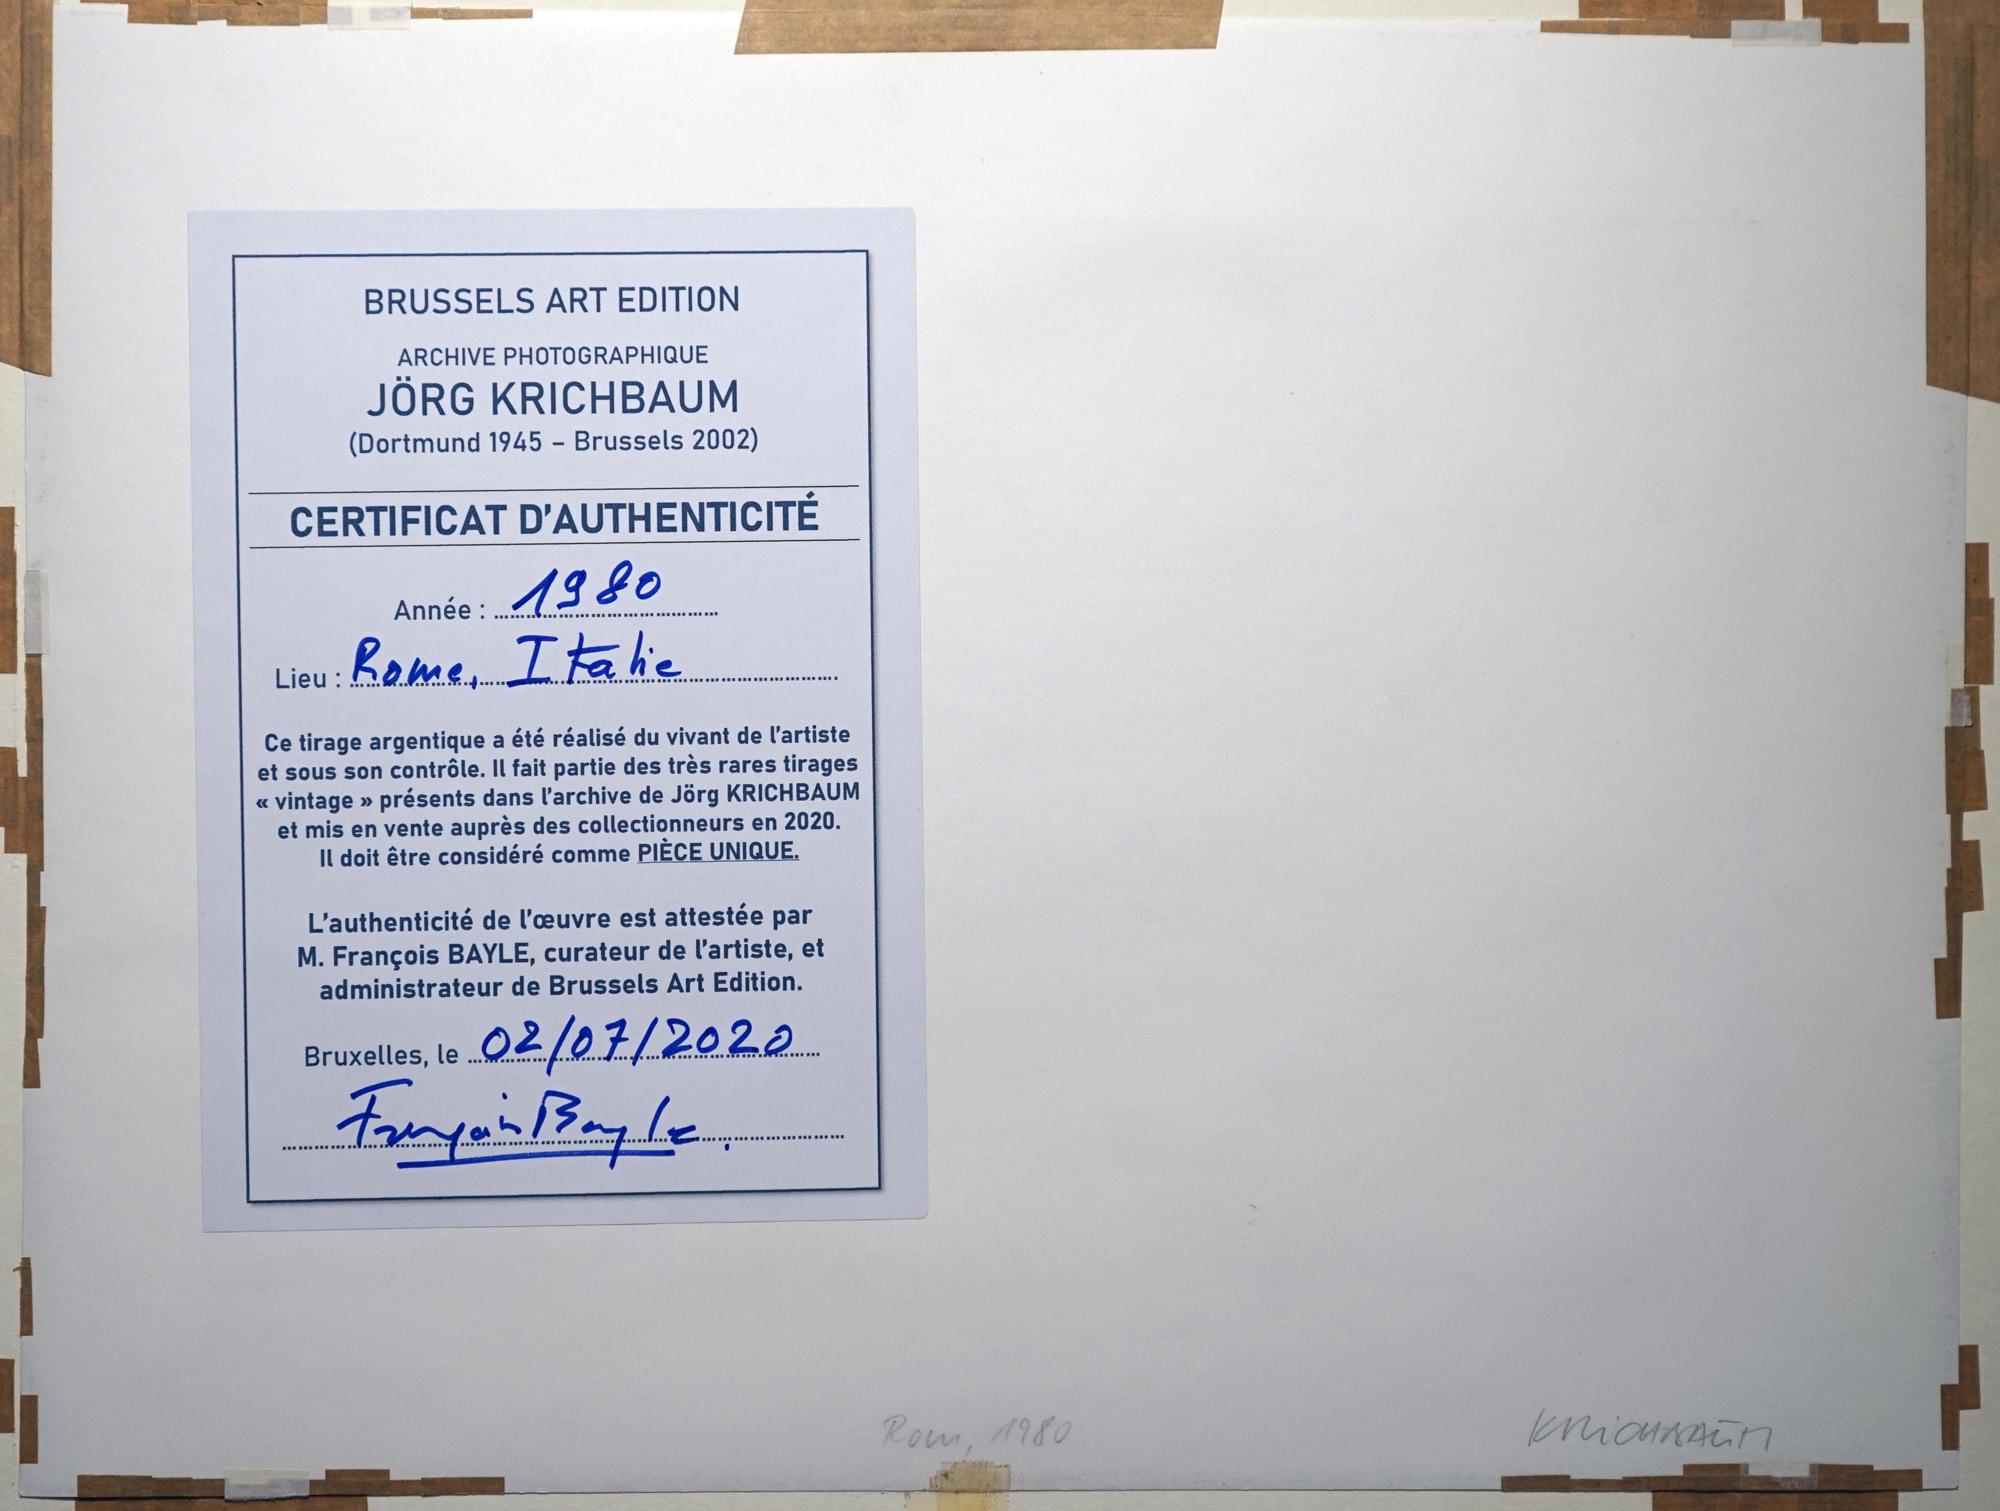 BRUSSELS ART EDITION
ARCHIVE PHOTOGRAPHIQUE
JÖRG KRICHBAUM
(Dortmund 1945 – Brussels 2002)
CERTIFICAT D'AUTHENTICITÉ
Année : 1980
Lieu : Rome, Italie
Ce tirage argentique a été réalisé du vivant de l'artiste
et sous son contrôle. Il fait partie des très rares tirages
« vintage » présents dans l'archive de Jörg KRICHBAUM
et mis en vente auprès des collectionneurs en 2020.
Il doit être considéré comme PIÈCE UNIQUE.
L'authenticité de l'œuvre est attestée par
M. François BAYLE, curateur de l'artiste, et
administrateur de Brussels Art Edition.
Bruxelles, le 02/07/2020
François Bayle.
Rom, 1980
KRICHBAUM